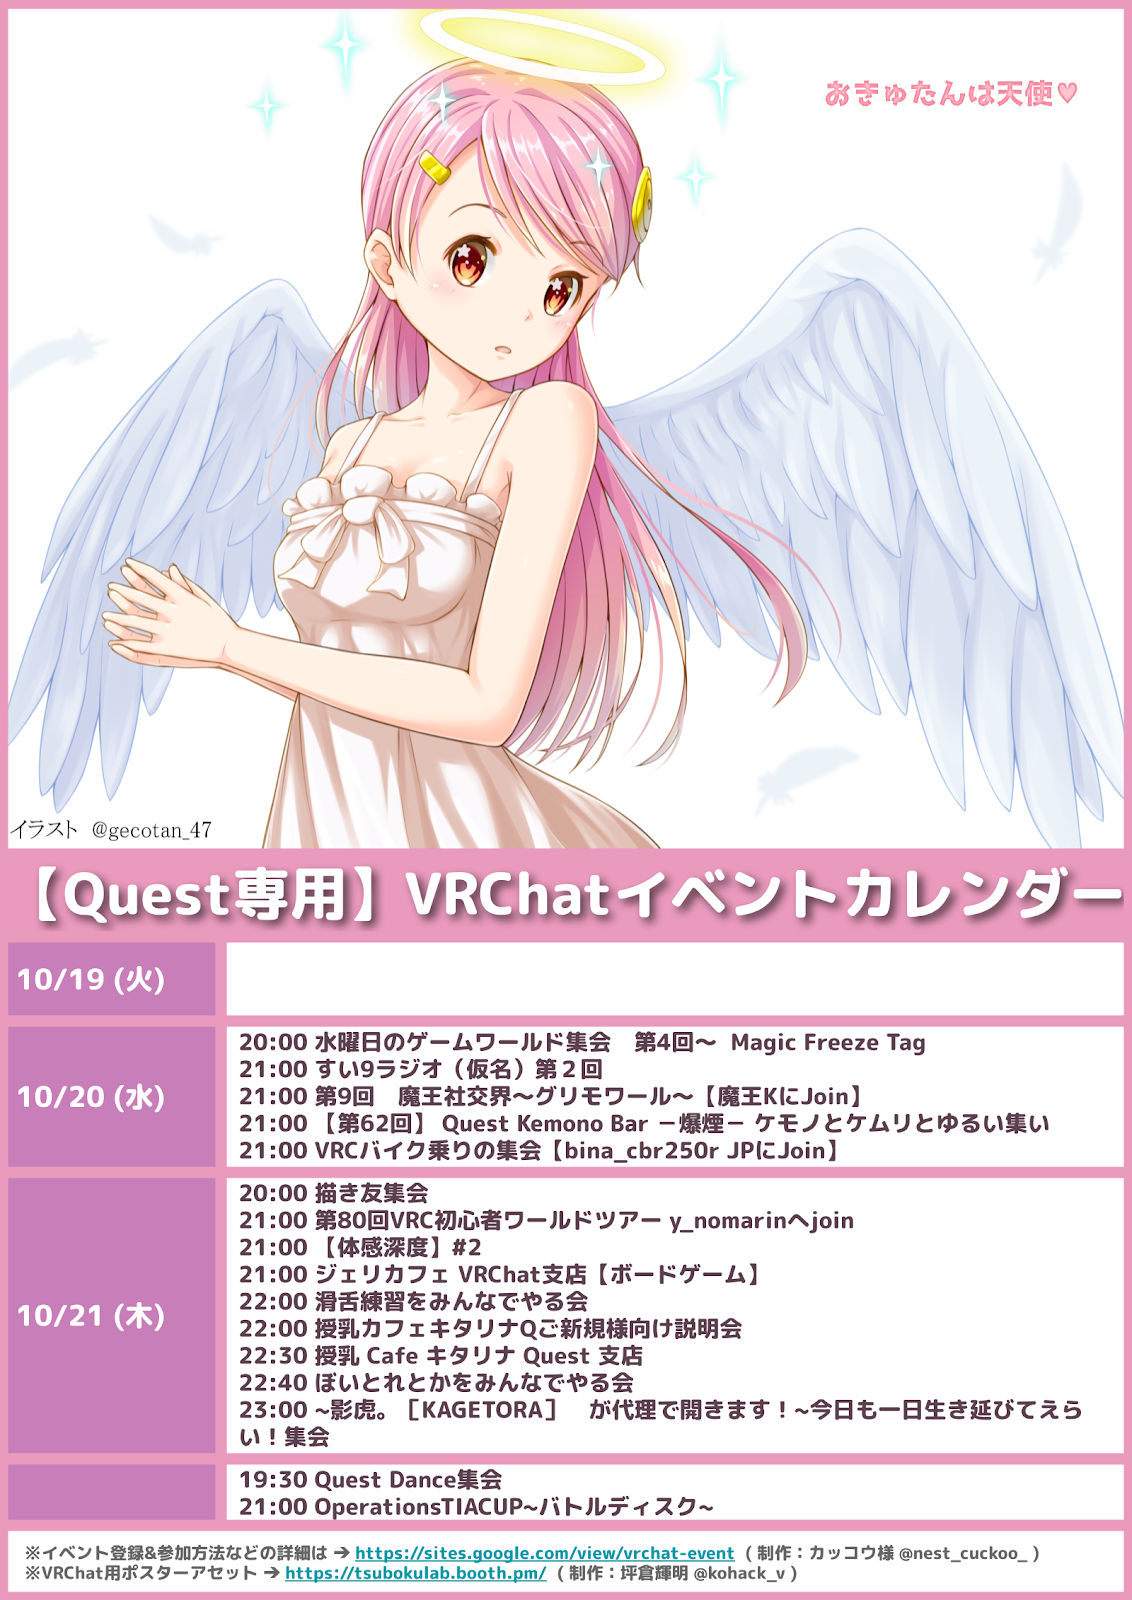 おきゅたんは天使♥
イラスト @gecotan_47
【Quest専用】VRChatイベントカレンダー
10/19 (火)
10/20 (水)
20:00 水曜日のゲームワールド集会　第4回～ Magic Freeze Tag
21:00 すい9ラジオ（仮名）第２回
21:00 第9回　魔王社交界～グリモワール～【魔王KにJoin】
21:00 【第62回】 Quest Kemono Bar －爆煙－ ケモノとケムリとゆるい集い
21:00 VRCバイク乗りの集会【bina_cbr250r JPにJoin】
10/21 (木)
20:00 描き友集会
21:00 第80回VRC初心者ワールドツアー y_nomarinへjoin
21:00 【体感深度】#2
21:00 ジェリカフェ VRChat支店【ボードゲーム】
22:00 滑舌練習をみんなでやる会
22:00 授乳カフェキタリナQご新規様向け説明会
22:30 授乳 Cafe キタリナ Quest 支店
22:40 ぼいとれとかをみんなでやる会
23:00 ~影虎。［KAGETORA］　が代理で開きます！~今日も一日生き延びてえら
い！集会
19:30 Quest Dance集会
21:00 OperationsTIACUP~バトルディスク~
※イベント登録&参加方法などの詳細は → https://sites.google.com/view/vrchat-event ( 制作：カッコウ様 @nest_cuckoo_ )
※VRChat用ポスターアセット → https://tsubokulab.booth.pm/ ( 制作：坪倉輝明 @kohack_v )